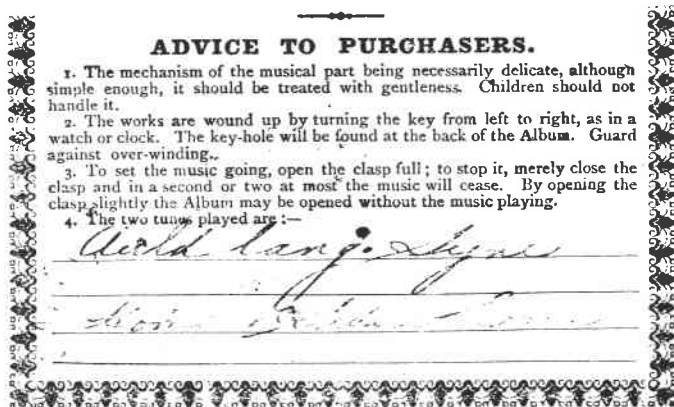 ADVICE TO PURCHASERS.
1. The mechanism of the musical part being necessarily delicate, although
simple enough, it should be treated with gentleness. Children should not
handle it.
2. The works are wound up by turning the key from left to right, as in a
watch or clock. The key-hole will be found at the back of the Album. Guard
against over-winding.
3. To set the music going, open the clasp full; to stop it, merely close the
clasp and in a second or two at most the music will cease. By opening the
clasp slightly the Album may be opened without the music playing.
4. The two tunes played are :—
Auld Lang. Syne
Home